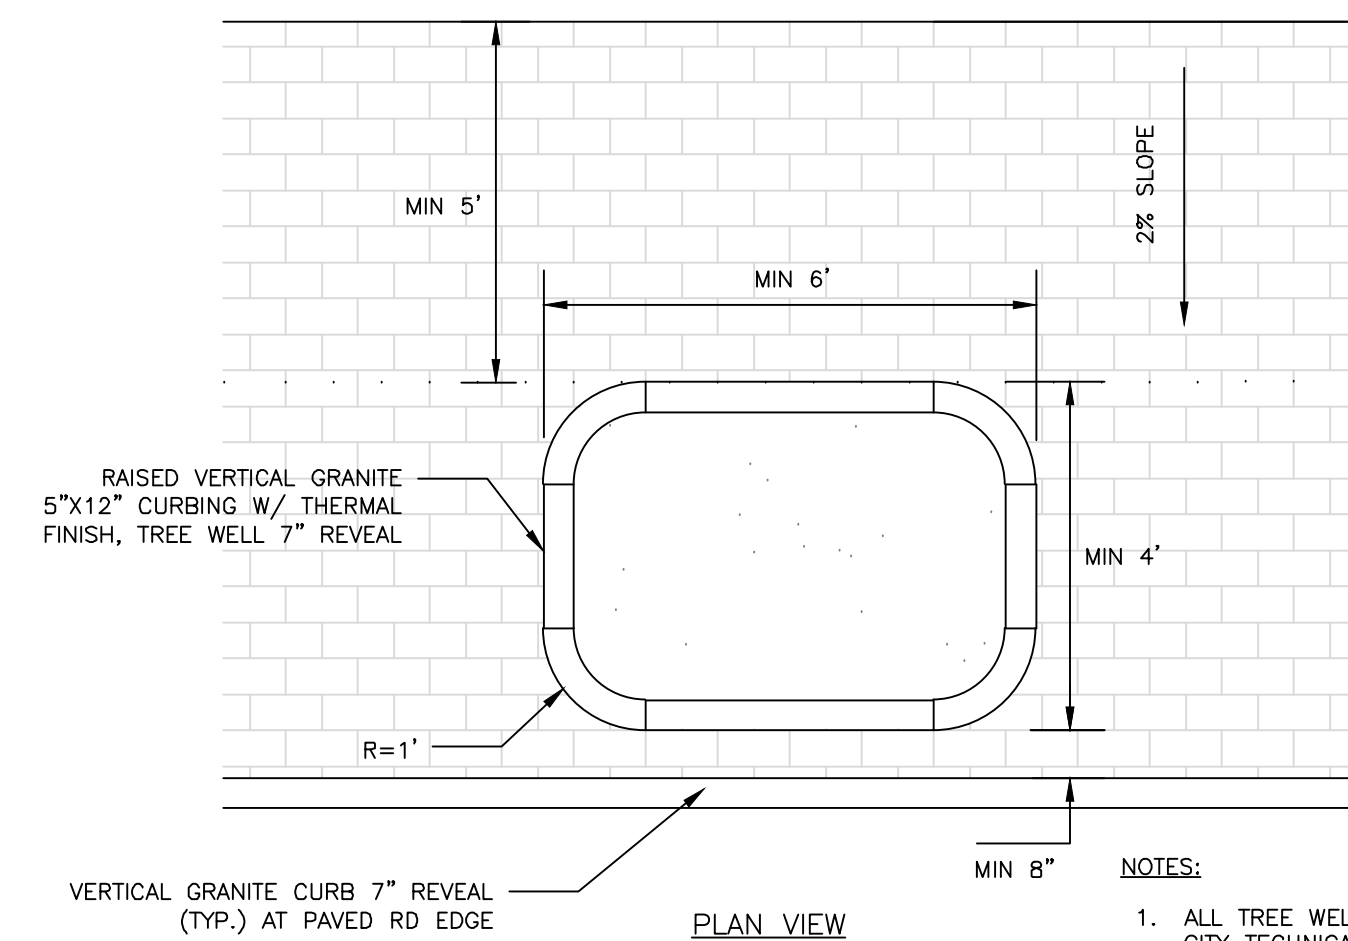 MIN 5'
2% SLOPE
MIN 6'
RAISED VERTICAL GRANITE
5"X12" CURBING W/ THERMAL
FINISH, TREE WELL 7" REVEAL
MIN 4'
R=1'
MIN 8"
VERTICAL GRANITE CURB 7" REVEAL
(TYP.) AT PAVED RD EDGE
PLAN VIEW
NOTES:
1. ALL TREE